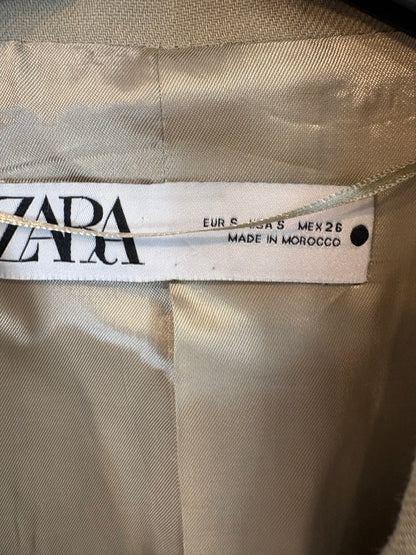 ZARA
EUR S USA S MEX 26
MADE IN MOROCCO